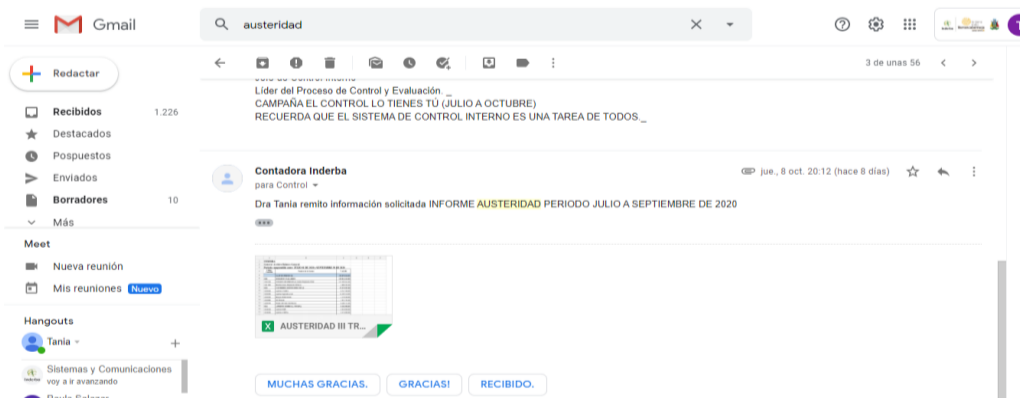 Gmail
austeridad
Redactar
3 de unas 56
Recibidos 1.226
Destacados
Pospuestos
Enviados
Borradores 10
Más
Meet
Nueva reunión
Mis reuniones Nuevo
Hangouts
Tania
Sistemas y Comunicaciones
voy a ir avanzando
Líder del Proceso de Control y Evaluación. _
CAMPAÑA EL CONTROL LO TIENES TÚ (JULIO A OCTUBRE)
RECUERDA QUE EL SISTEMA DE CONTROL INTERNO ES UNA TAREA DE TODOS._
Contadora Inderba
jue., 8 oct. 20:12 (hace 8 días)
para Control
Dra Tania remito información solicitada INFORME AUSTERIDAD PERIODO JULIO A SEPTIEMBRE DE 2020
X AUSTERIDAD III TR...
MUCHAS GRACIAS.
GRACIAS!
RECIBIDO.